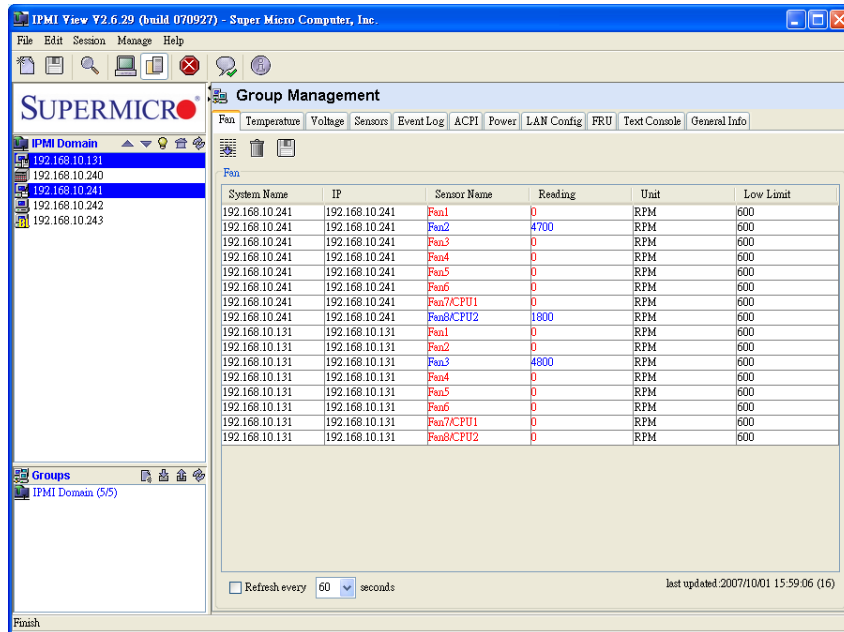 IPMI View V2.6.29 (build 070927) - Super Micro Computer, Inc.
File Edit Session Manage Help
SUPERMICRO
Group Management
Fan Temperature Voltage Sensors Event Log ACPI Power LAN Config FRU Text Console General Info
IPMI Domain
192.168.10.131
192.168.10.240
192.168.10.241
192.168.10.242
192.168.10.243
Fan
System Name IP Sensor Name Reading Unit Low Limit
192.168.10.241 192.168.10.241 Fan1 0 RPM 600
192.168.10.241 192.168.10.241 Fan2 4700 RPM 600
192.168.10.241 192.168.10.241 Fan3 0 RPM 600
192.168.10.241 192.168.10.241 Fan4 0 RPM 600
192.168.10.241 192.168.10.241 Fan5 0 RPM 600
192.168.10.241 192.168.10.241 Fan6 0 RPM 600
192.168.10.241 192.168.10.241 Fan7/CPU1 0 RPM 600
192.168.10.241 192.168.10.241 Fan8/CPU2 1800 RPM 600
192.168.10.131 192.168.10.131 Fan1 0 RPM 600
192.168.10.131 192.168.10.131 Fan2 0 RPM 600
192.168.10.131 192.168.10.131 Fan3 4800 RPM 600
192.168.10.131 192.168.10.131 Fan4 0 RPM 600
192.168.10.131 192.168.10.131 Fan5 0 RPM 600
192.168.10.131 192.168.10.131 Fan6 0 RPM 600
192.168.10.131 192.168.10.131 Fan7/CPU1 0 RPM 600
192.168.10.131 192.168.10.131 Fan8/CPU2 0 RPM 600
Groups
IPMI Domain (5/5)
Refresh every 60 seconds
last updated:2007/10/01 15:59:06 (16)
Finish